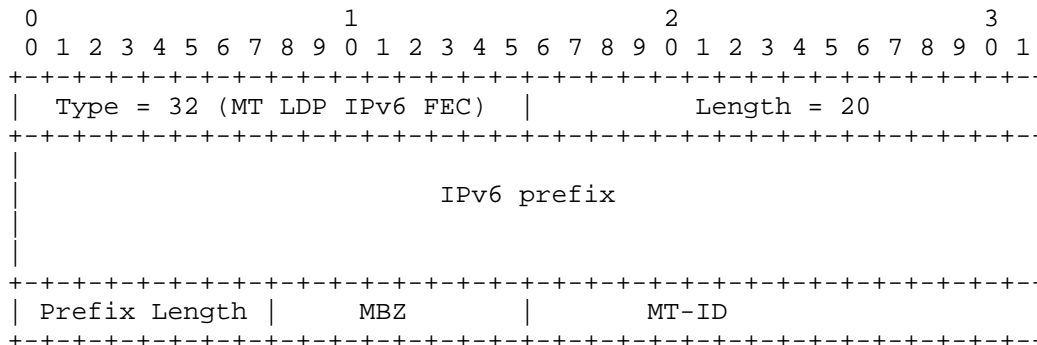 0                   1                   2                   3
 0 1 2 3 4 5 6 7 8 9 0 1 2 3 4 5 6 7 8 9 0 1 2 3 4 5 6 7 8 9 0 1
+-+-+-+-+-+-+-+-+-+-+-+-+-+-+-+-+-+-+-+-+-+-+-+-+-+-+-+-+-+-+-+--
|  Type = 32 (MT LDP IPv6 FEC)  |          Length = 20
+-+-+-+-+-+-+-+-+-+-+-+-+-+-+-+-+-+-+-+-+-+-+-+-+-+-+-+-+-+-+-+--
|
|                          IPv6 prefix
|
|
+-+-+-+-+-+-+-+-+-+-+-+-+-+-+-+-+-+-+-+-+-+-+-+-+-+-+-+-+-+-+-+--
| Prefix Length |     MBZ       |       MT-ID
+-+-+-+-+-+-+-+-+-+-+-+-+-+-+-+-+-+-+-+-+-+-+-+-+-+-+-+-+-+-+-+--